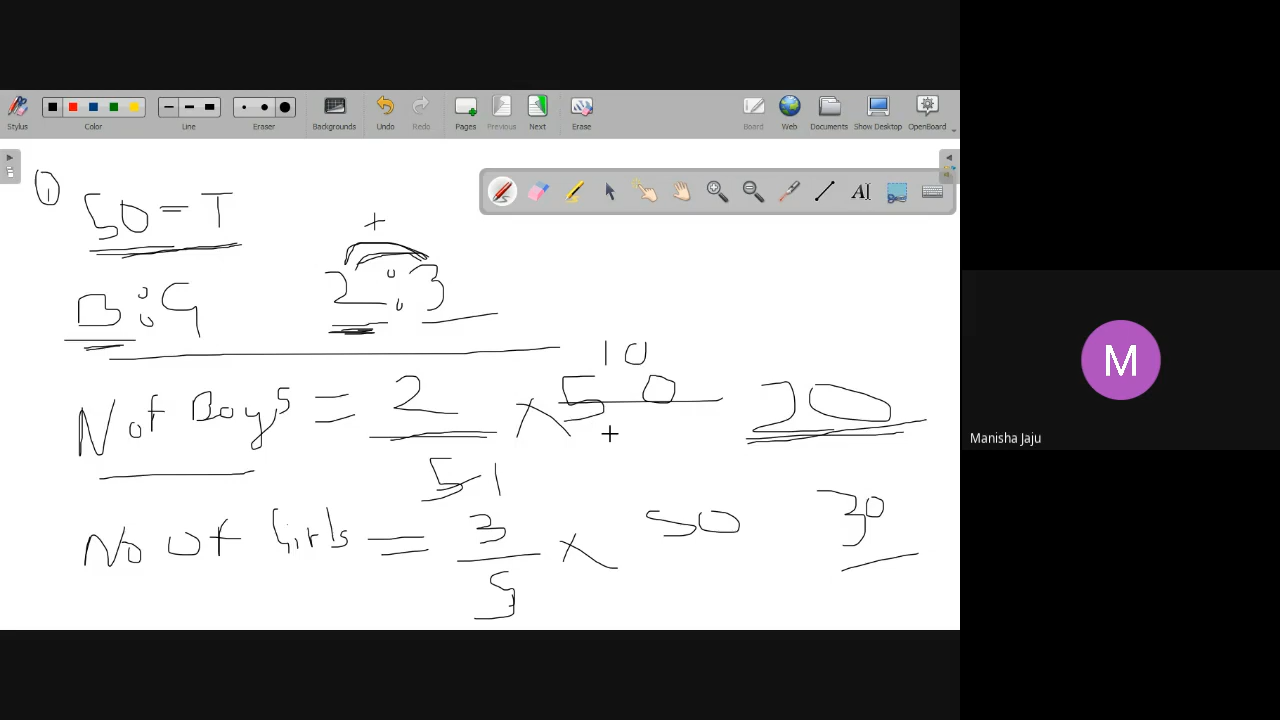 Stylus Color Line Eraser Backgrounds Undo Redo Pages Previous Next Erase Board Web Documents Show Desktop OpenBoard
1
50 = T
+
B : G 2 : 3
10
N of Boys = 2 × 50 20
5 1
No of Girls = 3 × 50 30
5
M
Manisha Jaju